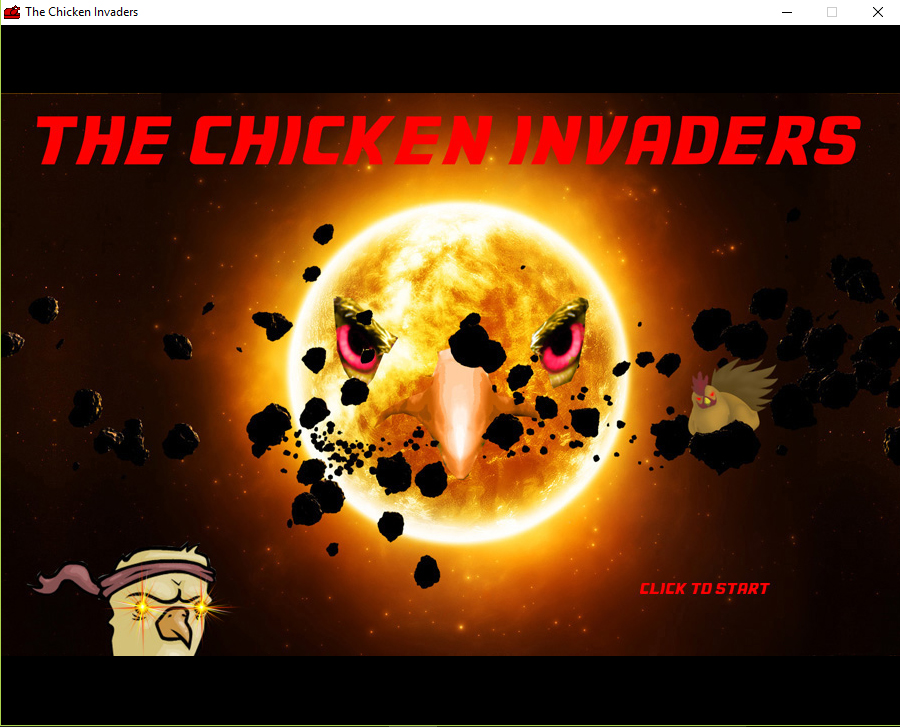 The Chicken Invaders
THE CHICKEN INVADERS
CLICK TO START